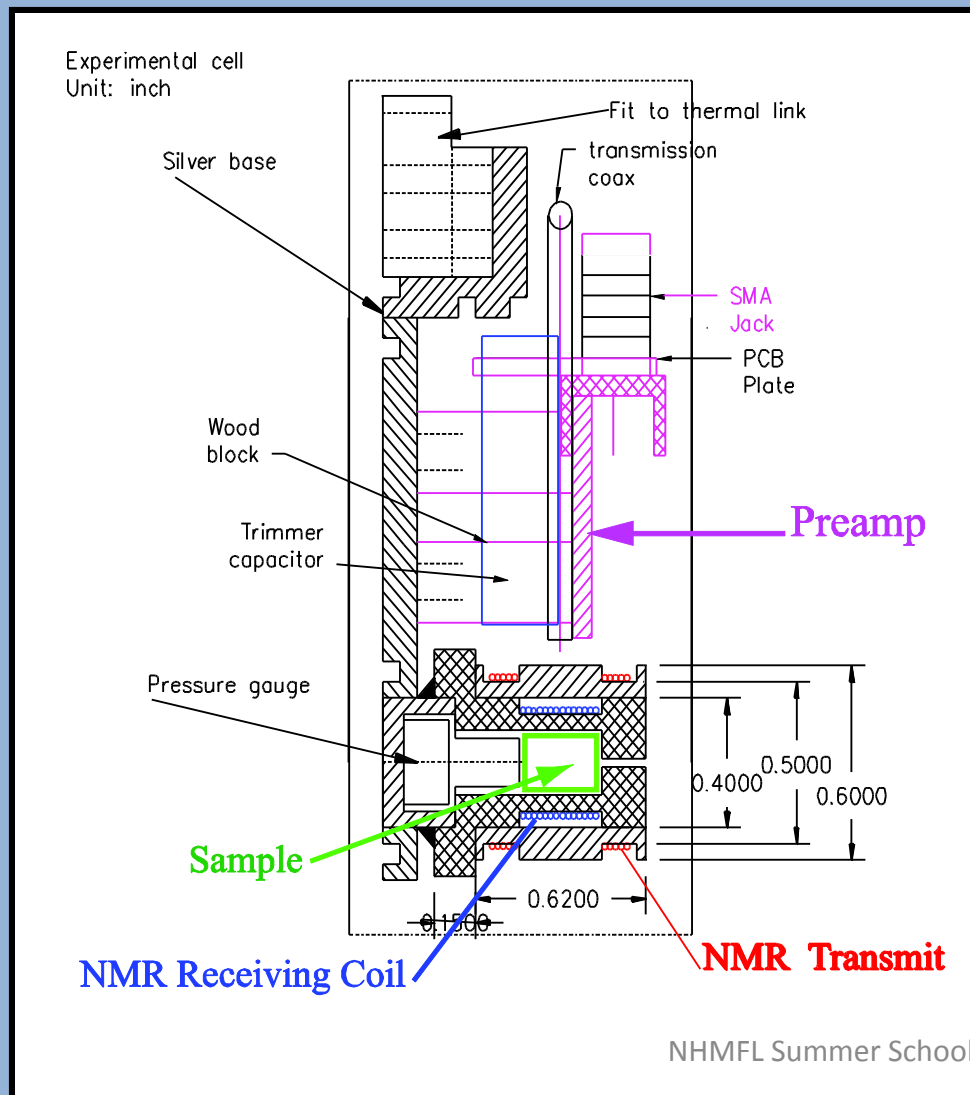 Experimental cell
Unit: inch
Fit to thermal link
Silver base
transmission
coax
SMA
Jack
PCB
Plate
Wood
block
Preamp
Trimmer
capacitor
Pressure gauge
0.4000
0.5000
0.6000
Sample
0.6200
0.1500
NMR Receiving Coil
NMR Transmit
NHMFL Summer School